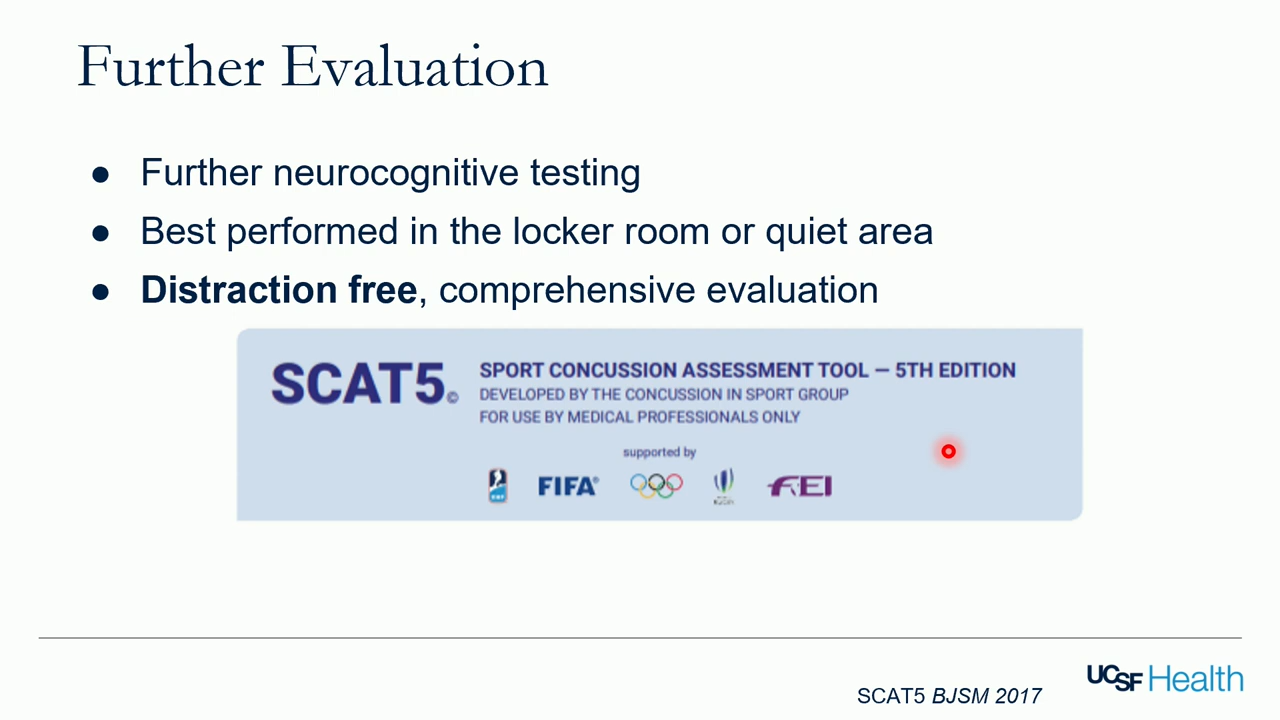 Further Evaluation
● Further neurocognitive testing
● Best performed in the locker room or quiet area
● Distraction free, comprehensive evaluation
SCAT5© SPORT CONCUSSION ASSESSMENT TOOL — 5TH EDITION
DEVELOPED BY THE CONCUSSION IN SPORT GROUP
FOR USE BY MEDICAL PROFESSIONALS ONLY
supported by
FIFA® FEI
SCAT5 BJSM 2017
UCSF Health